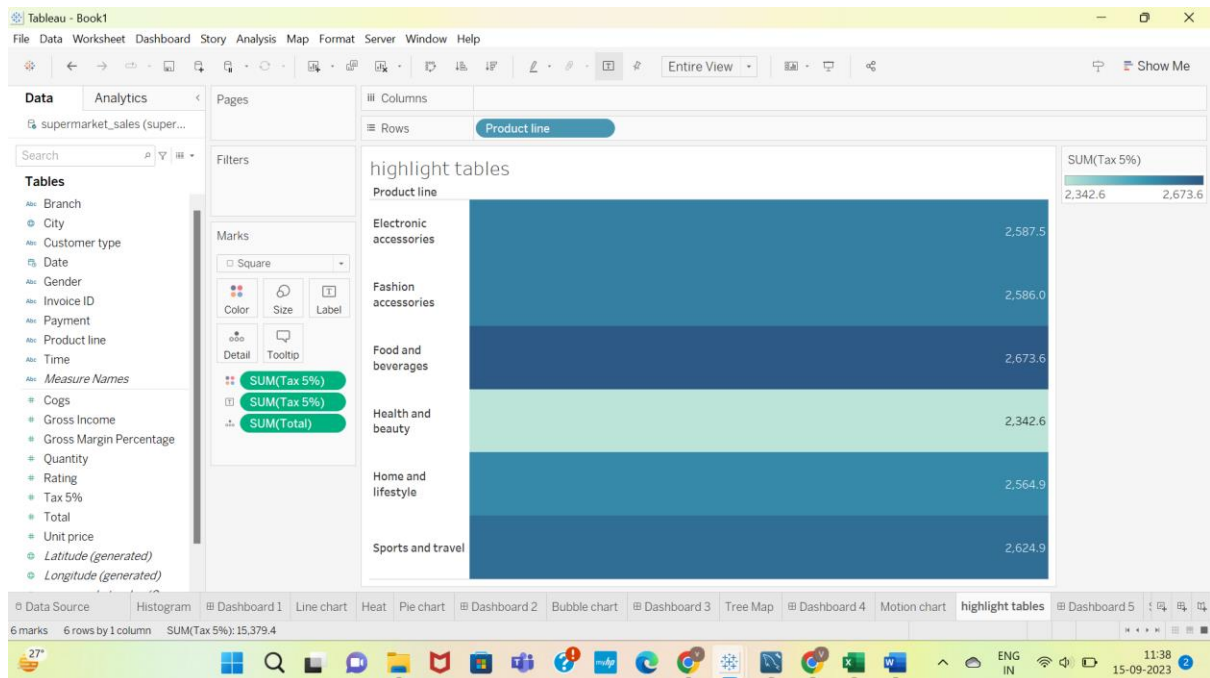 Tableau - Book1
File Data Worksheet Dashboard Story Analysis Map Format Server Window Help
Entire View
Show Me
Data Analytics
supermarket_sales (super...
Search
Tables
Abc Branch
City
Abc Customer type
Date
Abc Gender
Abc Invoice ID
Abc Payment
Abc Product line
Abc Time
Abc Measure Names
# Cogs
# Gross Income
# Gross Margin Percentage
# Quantity
# Rating
# Tax 5%
# Total
# Unit price
Latitude (generated)
Longitude (generated)
Pages
Filters
Marks
Square
Color Size Label
Detail Tooltip
SUM(Tax 5%)
SUM(Tax 5%)
SUM(Total)
Columns
Rows Product line
highlight tables
Product line
Electronic
accessories 2,587.5
Fashion
accessories 2,586.0
Food and
beverages 2,673.6
Health and
beauty 2,342.6
Home and
lifestyle 2,564.9
Sports and travel 2,624.9
SUM(Tax 5%)
2,342.6 2,673.6
Data Source Histogram Dashboard 1 Line chart Heat Pie chart Dashboard 2 Bubble chart Dashboard 3 Tree Map Dashboard 4 Motion chart highlight tables Dashboard 5
6 marks 6 rows by 1 column SUM(Tax 5%): 15,379.4
27°
ENG
IN
11:38
15-09-2023
2